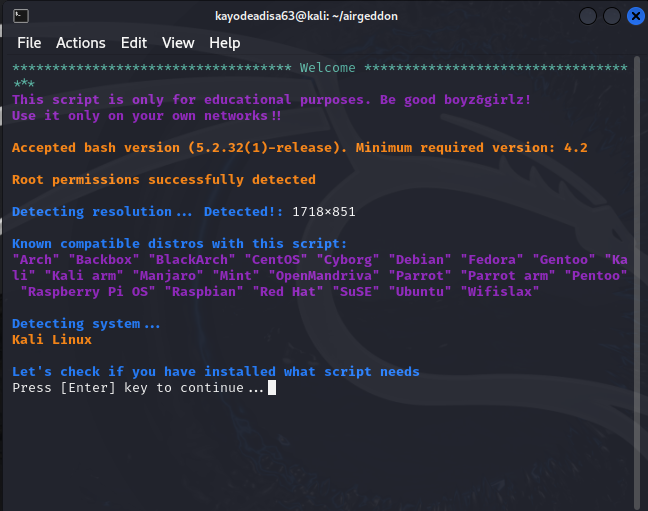 kayodeadisa63@kali: ~/airgeddon
File Actions Edit View Help
*********************************** Welcome *********************************
***
This script is only for educational purposes. Be good boyz&girlz!
Use it only on your own networks!!
Accepted bash version (5.2.32(1)-release). Minimum required version: 4.2
Root permissions successfully detected
Detecting resolution... Detected!: 1718×851
Known compatible distros with this script:
"Arch" "Backbox" "BlackArch" "CentOS" "Cyborg" "Debian" "Fedora" "Gentoo" "Ka
li" "Kali arm" "Manjaro" "Mint" "OpenMandriva" "Parrot" "Parrot arm" "Pentoo"
"Raspberry Pi OS" "Raspbian" "Red Hat" "SuSE" "Ubuntu" "Wifislax"
Detecting system...
Kali Linux
Let's check if you have installed what script needs
Press [Enter] key to continue...